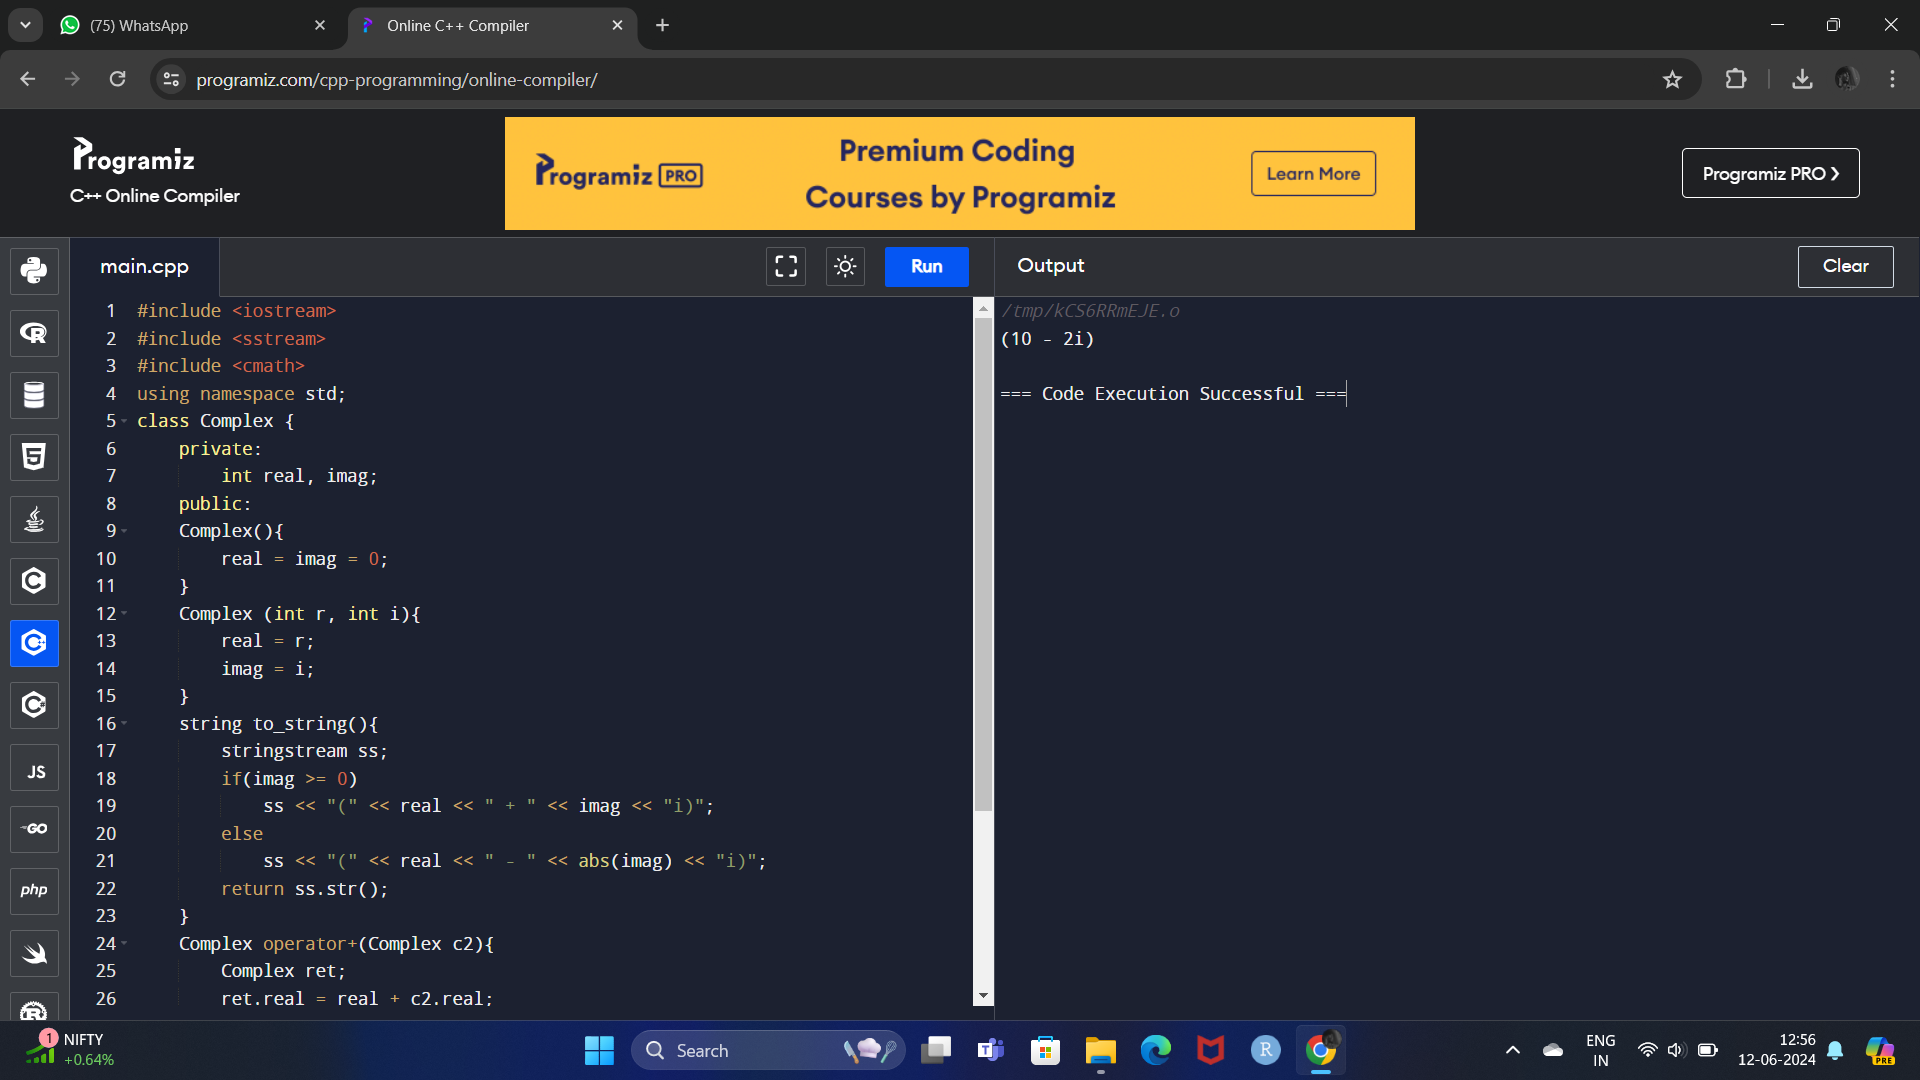 (75) WhatsApp
Online C++ Compiler
programiz.com/cpp-programming/online-compiler/
Programiz
C++ Online Compiler
Programiz PRO
Premium Coding
Courses by Programiz
Learn More
Programiz PRO ❯
main.cpp
Run
Output
Clear
1 #include <iostream>
2 #include <sstream>
3 #include <cmath>
4 using namespace std;
5 class Complex {
6     private:
7         int real, imag;
8     public:
9     Complex(){
10         real = imag = 0;
11     }
12     Complex (int r, int i){
13         real = r;
14         imag = i;
15     }
16     string to_string(){
17         stringstream ss;
18         if(imag >= 0)
19             ss << "(" << real << " + " << imag << "i)";
20         else
21             ss << "(" << real << " - " << abs(imag) << "i)";
22         return ss.str();
23     }
24     Complex operator+(Complex c2){
25         Complex ret;
26         ret.real = real + c2.real;
/tmp/kCS6RRmEJE.o
(10 - 2i)
=== Code Execution Successful ===
R
5
C
C+
C#
JS
GO
php
R
1
NIFTY
+0.64%
Search
T
R
ENG
IN
12:56
12-06-2024
PRE